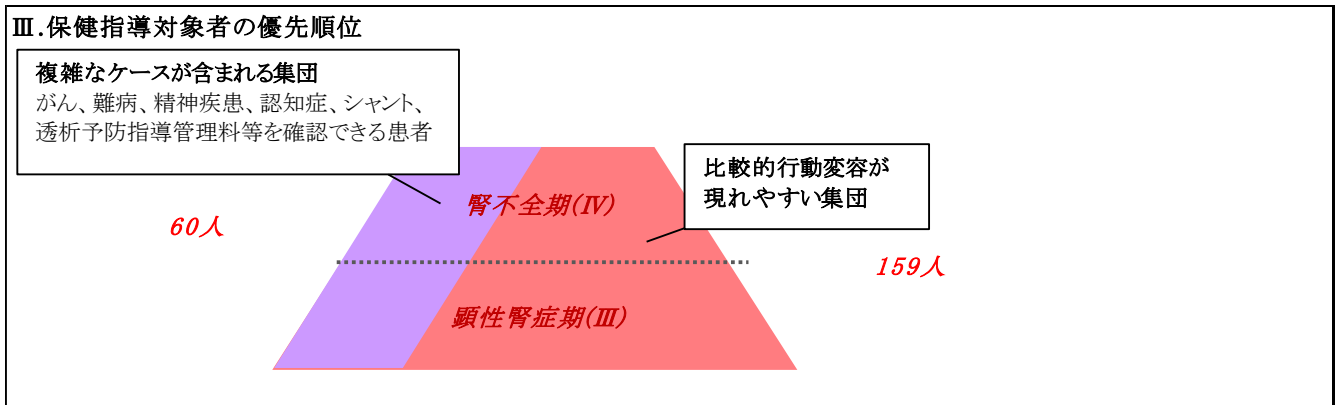 Ⅲ.保健指導対象者の優先順位
複雑なケースが含まれる集団
がん、難病、精神疾患、認知症、シャント、
透析予防指導管理料等を確認できる患者
比較的行動変容が
現れやすい集団
腎不全期(Ⅳ)
60人
159人
顕性腎症期(Ⅲ)